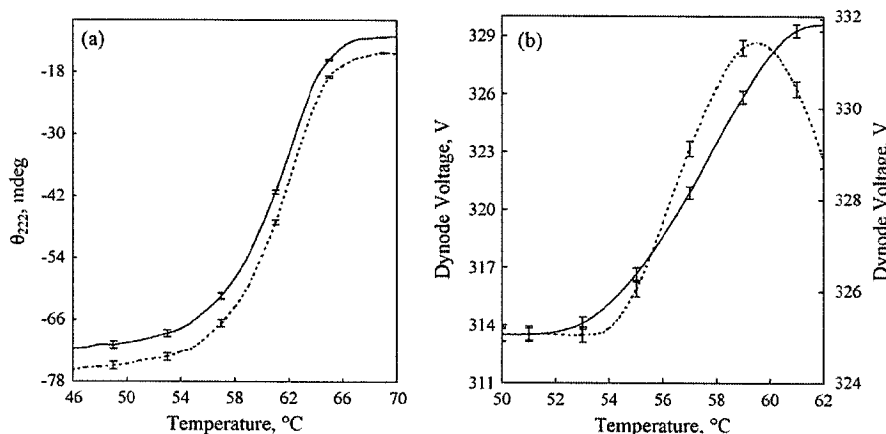 (a)
-18
-30
-42
-54
-66
-78
θ222, mdeg
46 50 54 58 62 66 70
Temperature, °C
(b)
329
326
323
320
317
314
311
Dynode Voltage, V
50 52 54 56 58 60 62
Temperature, °C
332
330
328
326
324
Dynode Voltage, V